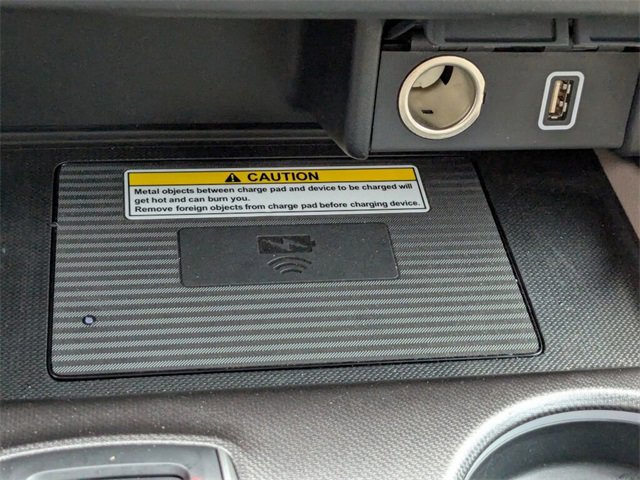 CAUTION
Metal objects between charge pad and device to be charged will
get hot and can burn you.
Remove foreign objects from charge pad before charging device.